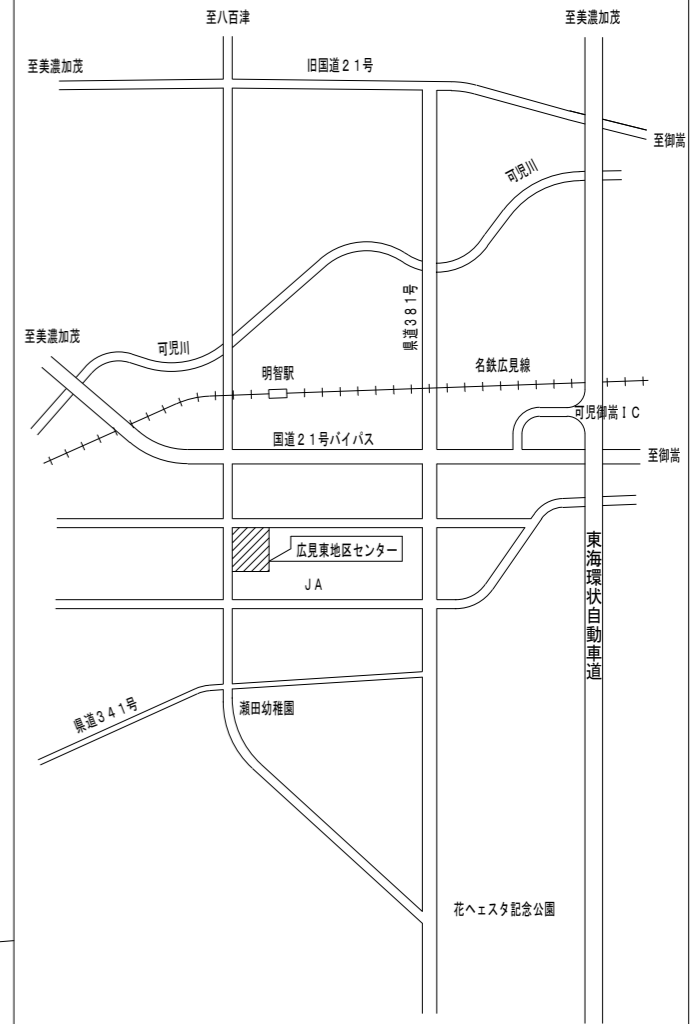 至八百津
至美濃加茂
至美濃加茂
旧国道21号
至御嵩
可児川
県道381号
至美濃加茂
可児川
明智駅
名鉄広見線
可児御嵩IC
国道21号バイパス
至御嵩
広見東地区センター
JA
東海環状自動車道
県道341号
瀬田幼稚園
花ヘェスタ記念公園